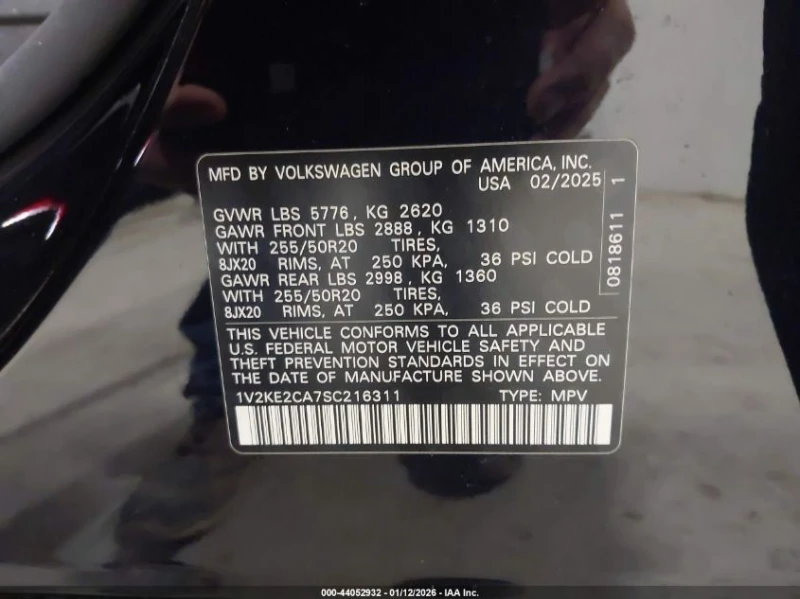 MFD BY VOLKSWAGEN GROUP OF AMERICA, INC.
USA 02/2025
GVWR LBS 5776, KG 2620
GAWR FRONT LBS 2888, KG 1310
WITH 255/50R20 TIRES,
8JX20 RIMS, AT 250 KPA, 36 PSI COLD
GAWR REAR LBS 2998, KG 1360
WITH 255/50R20 TIRES,
8JX20 RIMS, AT 250 KPA, 36 PSI COLD
THIS VEHICLE CONFORMS TO ALL APPLICABLE
U.S. FEDERAL MOTOR VEHICLE SAFETY AND
THEFT PREVENTION STANDARDS IN EFFECT ON
THE DATE OF MANUFACTURE SHOWN ABOVE.
1V2KE2CA7SC216311 TYPE: MPV
0818611 1
000-44052932 - 01/12/2026 - IAA Inc.